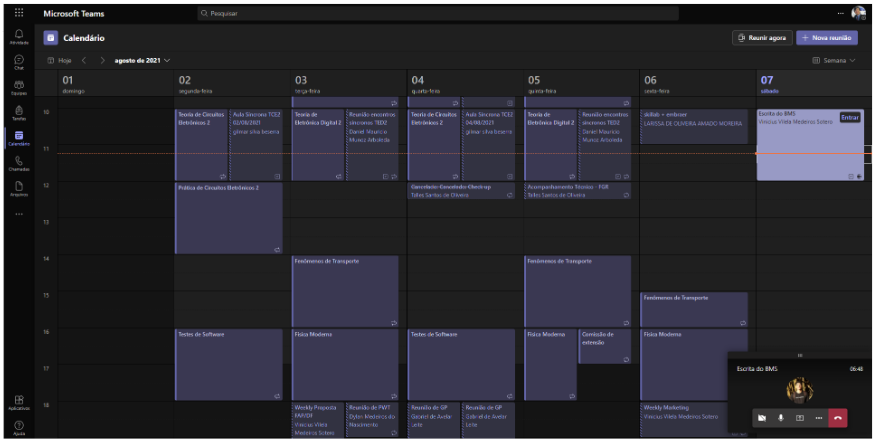 Microsoft Teams
Pesquisar
Atividade
Chat
Equipes
Tarefas
Calendário
Chamadas
Arquivos
Aplicativos
Ajuda
Calendário
Reunir agora
+ Nova reunião
Hoje
agosto de 2021
Semana
01
domingo
02
segunda-feira
03
terça-feira
04
quarta-feira
05
quinta-feira
06
sexta-feira
07
sábado
10
11
12
13
14
15
16
17
18
Teoria de Circuitos
Eletrônicos 2
Aula Síncrona TCE2
02/08/2021
gilmar silva beserra
Prática de Circuitos Eletrônicos 2
Testes de Software
Teoria de
Eletrônica Digital 2
Reunião encontros
síncronos TED2
Daniel Mauricio
Munoz Arboleda
Fenômenos de Transporte
Física Moderna
Weekly Proposta
Vinicius Vilela
Medeiros Sotero
Reunião de PWT
Dylan Medeiros do
Nascimento
Teoria de Circuitos
Eletrônicos 2
Aula Síncrona TCE2
04/08/2021
gilmar silva beserra
Cancelado: Consulta Check-up
Telles Santos de Oliveira
Testes de Software
Reunião de GP
Gabriel de Avelar
Leite
Reunião de GP
Gabriel de Avelar
Leite
Teoria de
Eletrônica Digital 2
Reunião encontros
síncronos TED2
Daniel Mauricio
Munoz Arboleda
Acompanhamento Técnico - FGR
Telles Santos de Oliveira
Fenômenos de Transporte
Física Moderna
Comissão de
extensão
skillab + embraer
LARISSA DE OLIVEIRA AMADO MOREIRA
Fenômenos de Transporte
Física Moderna
Weekly Marketing
Vinicius Vilela Medeiros Sotero
Escrita do BMS
Vinicius Vilela Medeiros Sotero
Entrar
Escrita do BMS
06:48